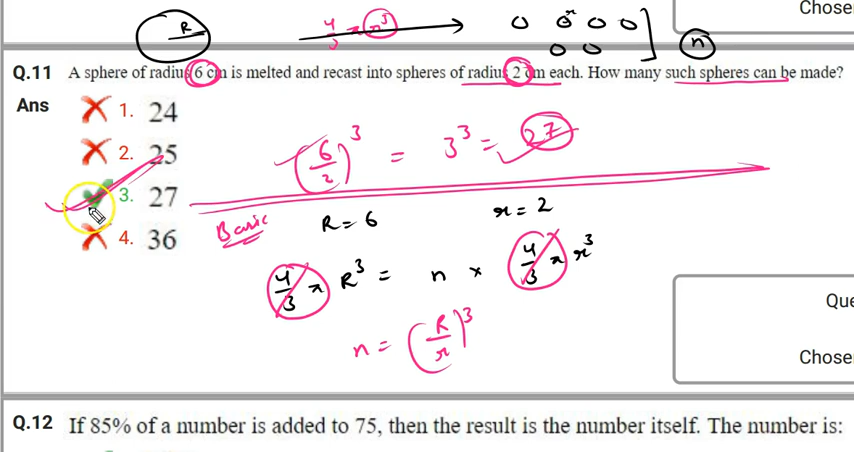 Chose
R
4/3 π r³
r
n
Q.11 A sphere of radius 6 cm is melted and recast into spheres of radius 2 cm each. How many such spheres can be made?
Ans
1. 24
2. 25
3. 27
4. 36
(6/2)³ = 3³ = 27
Basic
R = 6
r = 2
4/3 π R³ = n × 4/3 π r³
n = (R/r)³
Que
Chose
Q.12 If 85% of a number is added to 75, then the result is the number itself. The number is: